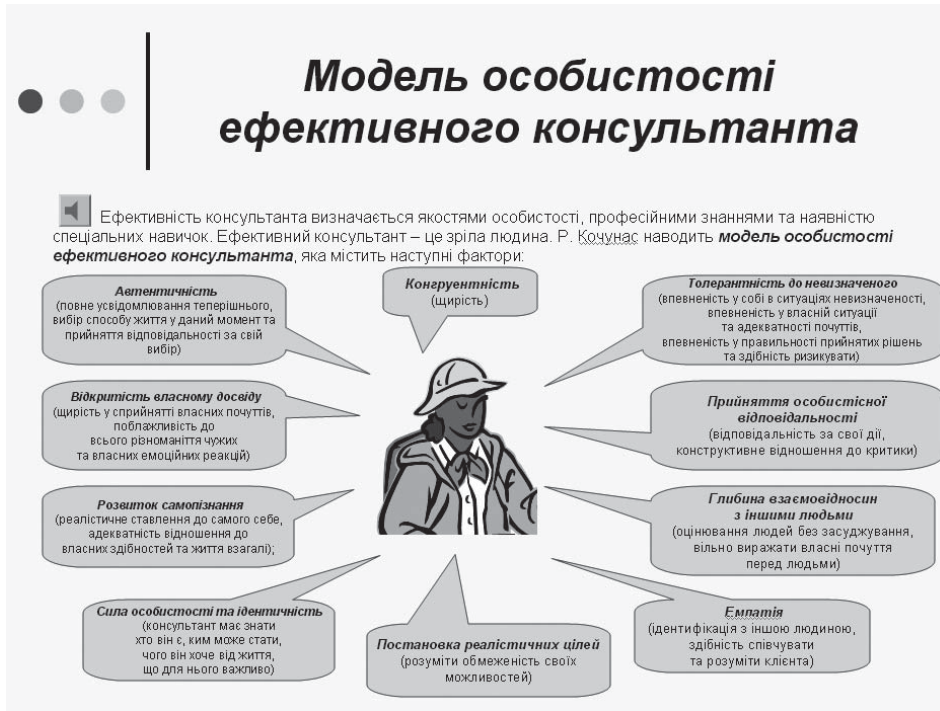 Модель особистості
ефективного консультанта
Ефективність консультанта визначається якостями особистості, професійними знаннями та наявністю
спеціальних навичок. Ефективний консультант – це зріла людина. Р. Кочунас наводить модель особистості
ефективного консультанта, яка містить наступні фактори:
Автентичність
(повне усвідомлювання теперішнього,
вибір способу життя у даний момент та
прийняття відповідальності за свій
вибір)
Конгруентність
(щирість)
Толерантність до невизначеного
(впевненість у собі в ситуаціях невизначеності,
впевненість у власній ситуації
та адекватності почуттів,
впевненість у правильності прийнятих рішень
та здібність ризикувати)
Відкритість власному досвіду
(щирість у сприйнятті власних почуттів,
поблажливість до
всього різноманіття чужих
та власних емоційних реакцій)
Прийняття особистісної
відповідальності
(відповідальність за свої дії,
конструктивне відношення до критики)
Розвиток самопізнання
(реалістичне ставлення до самого себе,
адекватність відношення до
власних здібностей та життя взагалі);
Глибина взаємовідносин
з іншими людьми
(оцінювання людей без засуджування,
вільно виражати власні почуття
перед людьми)
Сила особистості та ідентичність
(консультант має знати
хто він є, ким може стати,
чого він хоче від життя,
що для нього важливо)
Постановка реалістичних цілей
(розуміти обмеженість своїх
можливостей)
Емпатія
(ідентифікація з іншою людиною,
здібність співчувати
та розуміти клієнта)